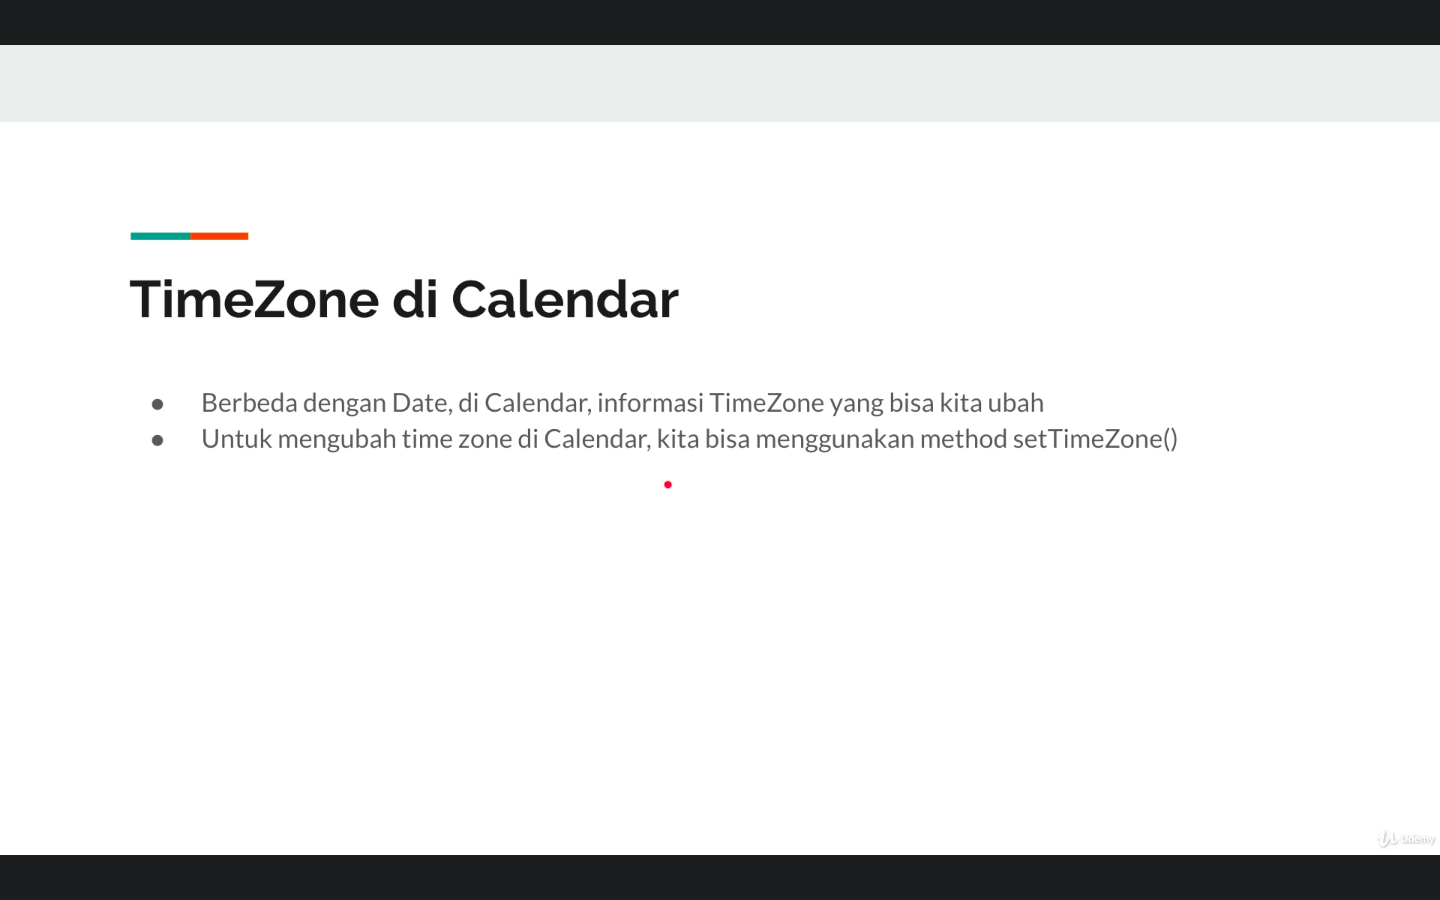 TimeZone di Calendar
● Berbeda dengan Date, di Calendar, informasi TimeZone yang bisa kita ubah
● Untuk mengubah time zone di Calendar, kita bisa menggunakan method setTimeZone()
Udemy